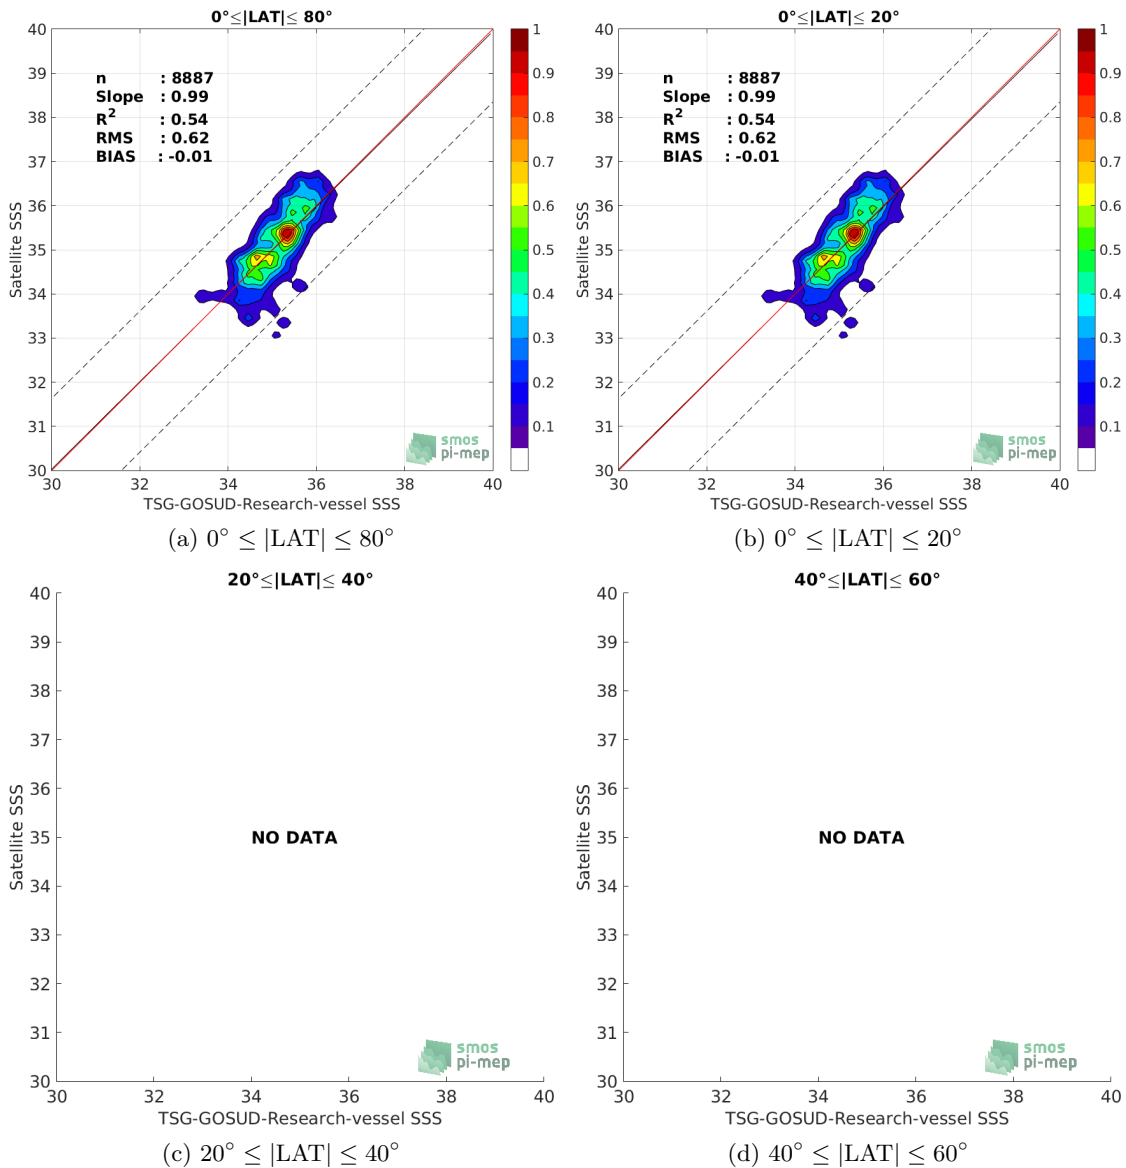 0°≤|LAT|≤ 80°
n : 8887
Slope : 0.99
R² : 0.54
RMS : 0.62
BIAS : -0.01
40
39
38
37
36
35
34
33
32
31
30
Satellite SSS
30 32 34 36 38 40
TSG-GOSUD-Research-vessel SSS
1
0.9
0.8
0.7
0.6
0.5
0.4
0.3
0.2
0.1
smos
pi-mep
(a) 0° ≤ |LAT| ≤ 80°
0°≤|LAT|≤ 20°
n : 8887
Slope : 0.99
R² : 0.54
RMS : 0.62
BIAS : -0.01
40
39
38
37
36
35
34
33
32
31
30
Satellite SSS
30 32 34 36 38 40
TSG-GOSUD-Research-vessel SSS
1
0.9
0.8
0.7
0.6
0.5
0.4
0.3
0.2
0.1
smos
pi-mep
(b) 0° ≤ |LAT| ≤ 20°
20°≤|LAT|≤ 40°
40
39
38
37
36
35
34
33
32
31
30
Satellite SSS
NO DATA
smos
pi-mep
30 32 34 36 38 40
TSG-GOSUD-Research-vessel SSS
(c) 20° ≤ |LAT| ≤ 40°
40°≤|LAT|≤ 60°
40
39
38
37
36
35
34
33
32
31
30
Satellite SSS
NO DATA
smos
pi-mep
30 32 34 36 38 40
TSG-GOSUD-Research-vessel SSS
(d) 40° ≤ |LAT| ≤ 60°